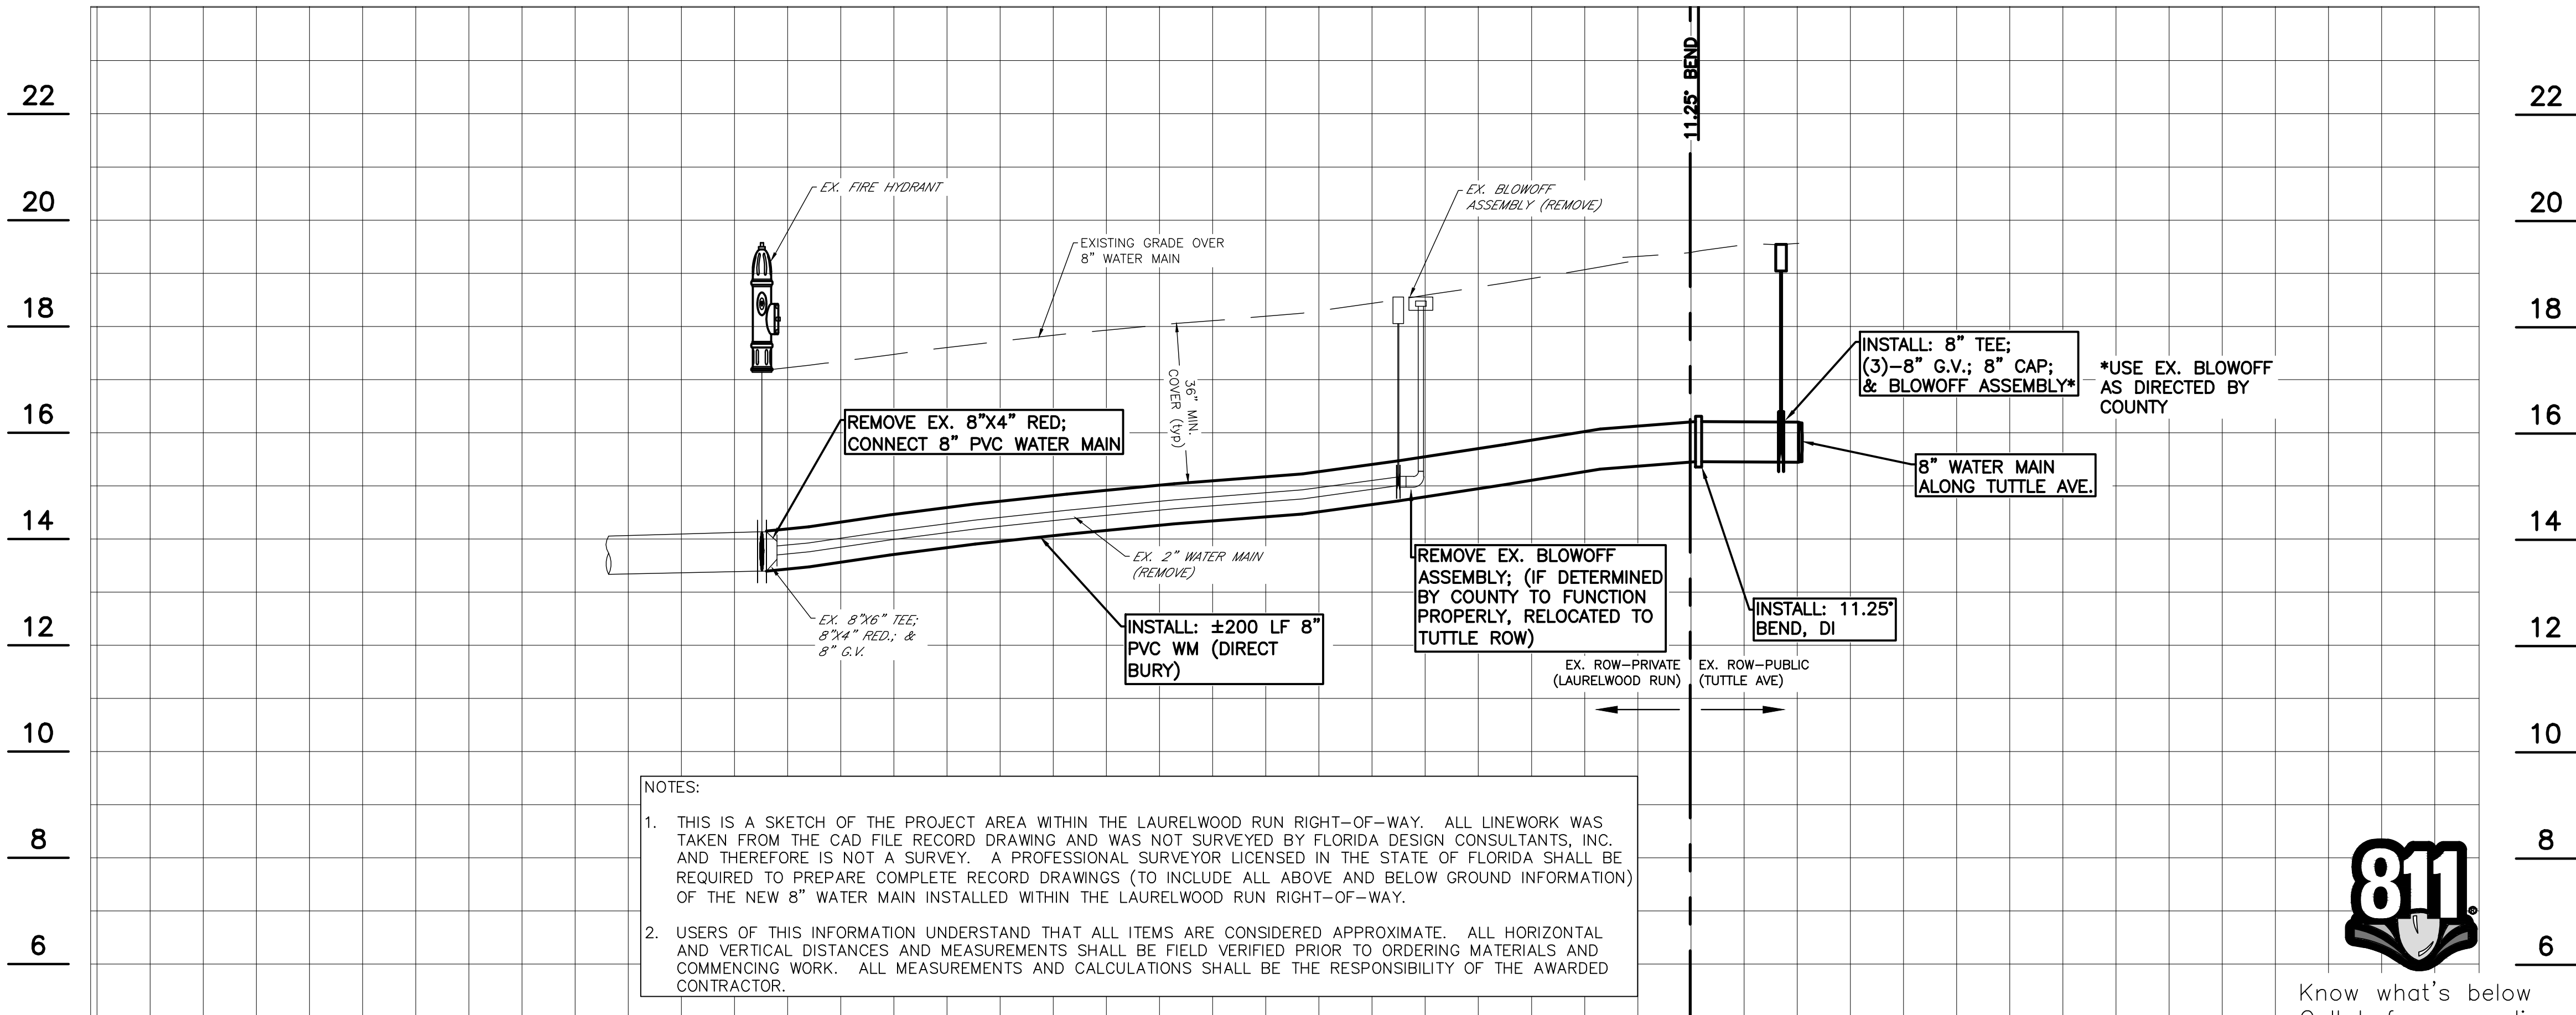 11.25° BEND
22
22
20
20
18
18
16
16
14
14
12
12
10
10
8
8
6
6
EX. FIRE HYDRANT
EXISTING GRADE OVER
8" WATER MAIN
EX. BLOWOFF
ASSEMBLY (REMOVE)
36" MIN.
COVER (typ)
REMOVE EX. 8"X4" RED;
CONNECT 8" PVC WATER MAIN
INSTALL: 8" TEE;
(3)-8" G.V.; 8" CAP;
& BLOWOFF ASSEMBLY*
*USE EX. BLOWOFF
AS DIRECTED BY
COUNTY
8" WATER MAIN
ALONG TUTTLE AVE.
EX. 2" WATER MAIN
(REMOVE)
EX. 8"X6" TEE;
8"X4" RED.; &
8" G.V.
INSTALL: ±200 LF 8"
PVC WM (DIRECT
BURY)
REMOVE EX. BLOWOFF
ASSEMBLY; (IF DETERMINED
BY COUNTY TO FUNCTION
PROPERLY, RELOCATED TO
TUTTLE ROW)
INSTALL: 11.25°
BEND, DI
EX. ROW-PRIVATE
(LAURELWOOD RUN)
EX. ROW-PUBLIC
(TUTTLE AVE)
NOTES:
1. THIS IS A SKETCH OF THE PROJECT AREA WITHIN THE LAURELWOOD RUN RIGHT-OF-WAY. ALL LINEWORK WAS
TAKEN FROM THE CAD FILE RECORD DRAWING AND WAS NOT SURVEYED BY FLORIDA DESIGN CONSULTANTS, INC.
AND THEREFORE IS NOT A SURVEY. A PROFESSIONAL SURVEYOR LICENSED IN THE STATE OF FLORIDA SHALL BE
REQUIRED TO PREPARE COMPLETE RECORD DRAWINGS (TO INCLUDE ALL ABOVE AND BELOW GROUND INFORMATION)
OF THE NEW 8" WATER MAIN INSTALLED WITHIN THE LAURELWOOD RUN RIGHT-OF-WAY.
2. USERS OF THIS INFORMATION UNDERSTAND THAT ALL ITEMS ARE CONSIDERED APPROXIMATE. ALL HORIZONTAL
AND VERTICAL DISTANCES AND MEASUREMENTS SHALL BE FIELD VERIFIED PRIOR TO ORDERING MATERIALS AND
COMMENCING WORK. ALL MEASUREMENTS AND CALCULATIONS SHALL BE THE RESPONSIBILITY OF THE AWARDED
CONTRACTOR.
811®
Know what's below